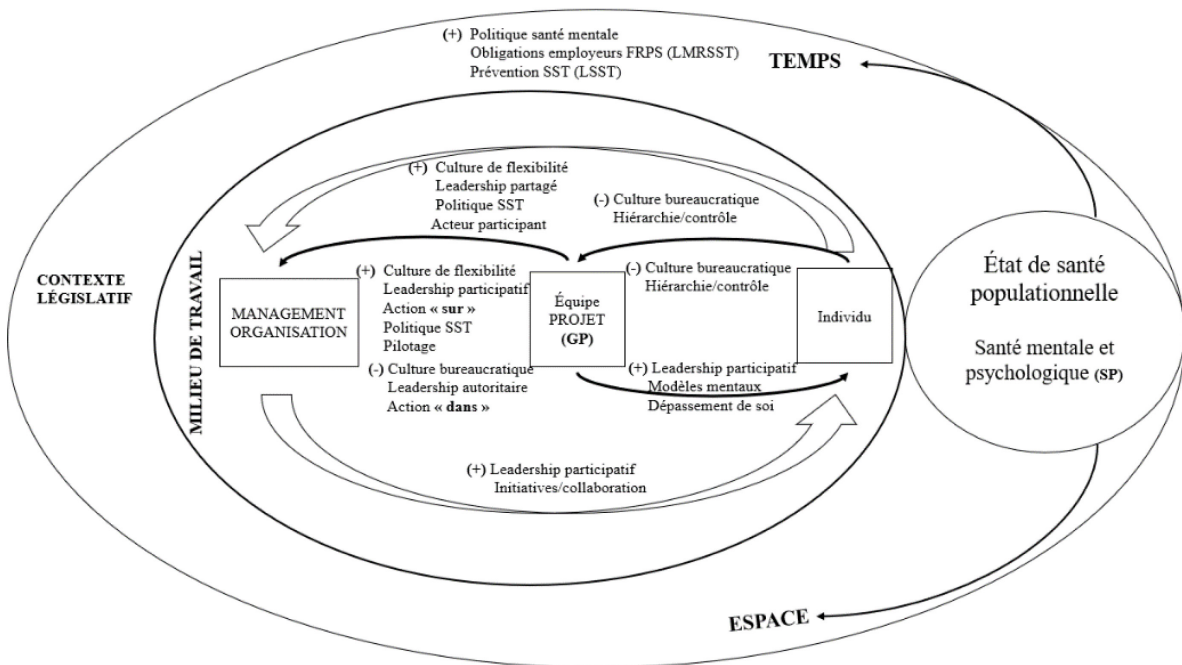 (+) Politique santé mentale
Obligations employeurs FRPS (LMRSST)
Prévention SST (LSST)
TEMPS
(+) Culture de flexibilité
Leadership partagé
Politique SST
Acteur participant
(-) Culture bureaucratique
Hiérarchie/contrôle
CONTEXTE
LÉGISLATIF
MILIEU DE TRAVAIL
MANAGEMENT
ORGANISATION
(+) Culture de flexibilité
Leadership participatif
Action « sur »
Politique SST
Pilotage
(-) Culture bureaucratique
Leadership autoritaire
Action « dans »
Équipe
PROJET
(GP)
(-) Culture bureaucratique
Hiérarchie/contrôle
(+) Leadership participatif
Modèles mentaux
Dépassement de soi
Individu
État de santé
populationnelle
Santé mentale et
psychologique (SP)
(+) Leadership participatif
Initiatives/collaboration
ESPACE